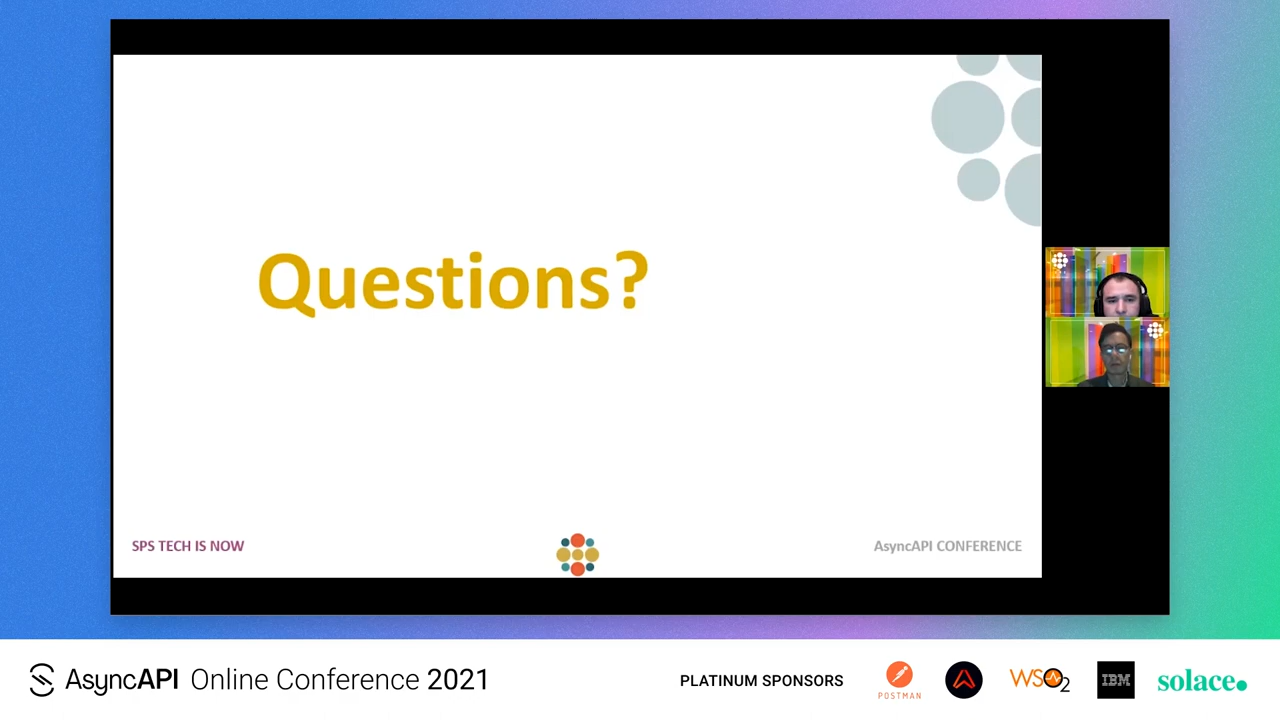 Questions?
SPS TECH IS NOW
AsyncAPI CONFERENCE
AsyncAPI Online Conference 2021
PLATINUM SPONSORS
POSTMAN
WSO2
IBM
solace.